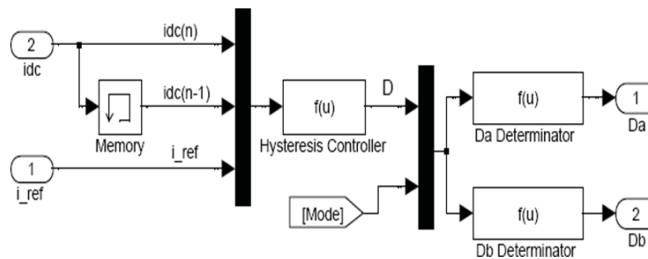 2
idc
idc(n)
idc(n-1)
Memory
1
i_ref
i_ref
f(u)
Hysteresis Controller
D
[Mode]
f(u)
Da Determinator
1
Da
f(u)
Db Determinator
2
Db